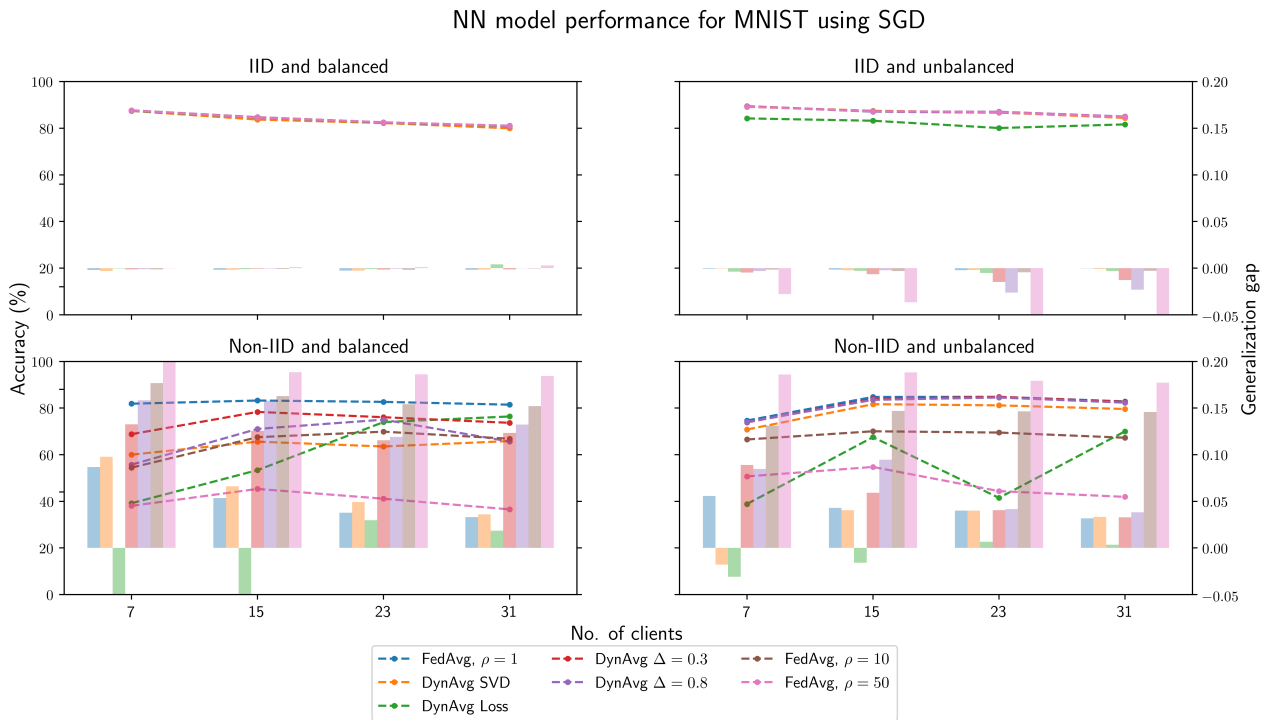 NN model performance for MNIST using SGD
IID and balanced
IID and unbalanced
100
80
60
40
20
0
0.20
0.15
0.10
0.05
0.00
−0.05
Non-IID and balanced
Non-IID and unbalanced
100
80
60
40
20
0
0.20
0.15
0.10
0.05
0.00
−0.05
Accuracy (%)
Generalization gap
7 15 23 31
7 15 23 31
No. of clients
FedAvg, ρ = 1
DynAvg SVD
DynAvg Loss
DynAvg Δ = 0.3
DynAvg Δ = 0.8
FedAvg, ρ = 10
FedAvg, ρ = 50